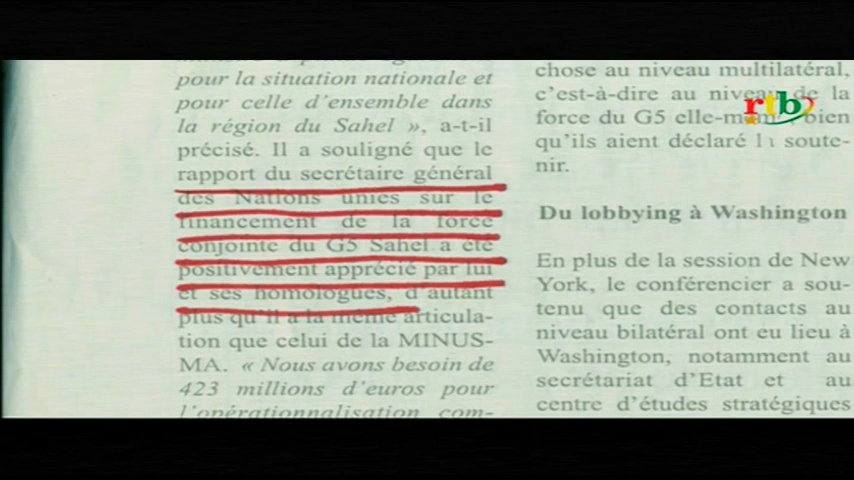 pour la situation nationale et
pour celle d'ensemble dans
la région du Sahel », a-t-il
précisé. Il a souligné que le
rapport du secrétaire général
des Nations unies sur le
financement de la force
conjointe du G5 Sahel a été
positivement apprécié par lui
et ses homologues, d'autant
plus qu'il a la même articula-
tion que celui de la MINUS-
MA. « Nous avons besoin de
423 millions d'euros pour
l'opérationnalisation com-
chose au niveau multilatéral,
c'est-à-dire au niveau de la
force du G5 elle-même, bien
qu'ils aient déclaré la soute-
nir.
Du lobbying à Washington
En plus de la session de New
York, le conférencier a sou-
tenu que des contacts au
niveau bilatéral ont eu lieu à
Washington, notamment au
secrétariat d'Etat et au
centre d'études stratégiques
rtb